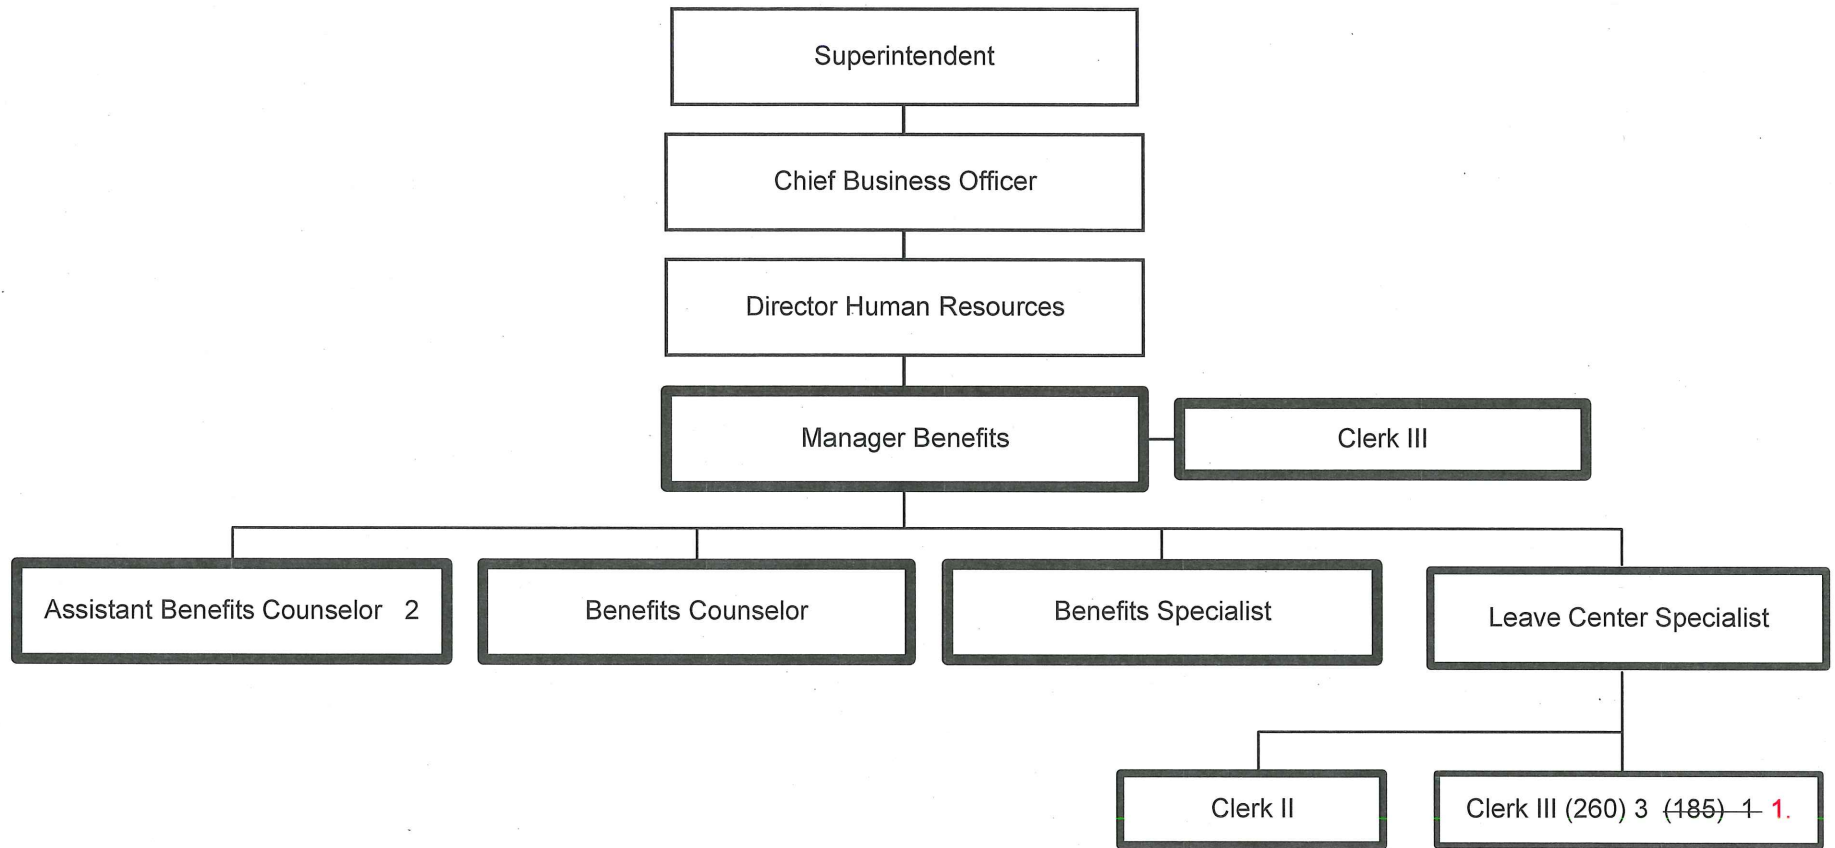 Superintendent
Chief Business Officer
Director Human Resources
Manager Benefits
Clerk III
Assistant Benefits Counselor 2
Benefits Counselor
Benefits Specialist
Leave Center Specialist
Clerk II
Clerk III (260) 3 (185) 1 1.